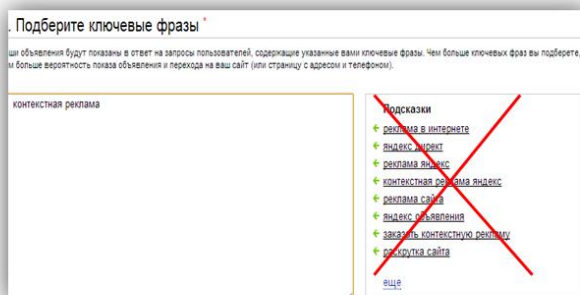 . Подберите ключевые фразы *
ши объявления будут показаны в ответ на запросы пользователей, содержащие указанные вами ключевые фразы. Чем больше ключевых фраз вы подберете,
м больше вероятность показа объявления и перехода на ваш сайт (или страницу с адресом и телефоном).
контекстная реклама
Подсказки
реклама в интернете
яндекс директ
реклама яндекс
контекстная реклама яндекс
реклама сайта
яндекс объявления
заказать контекстную рекламу
раскрутка сайта
еще